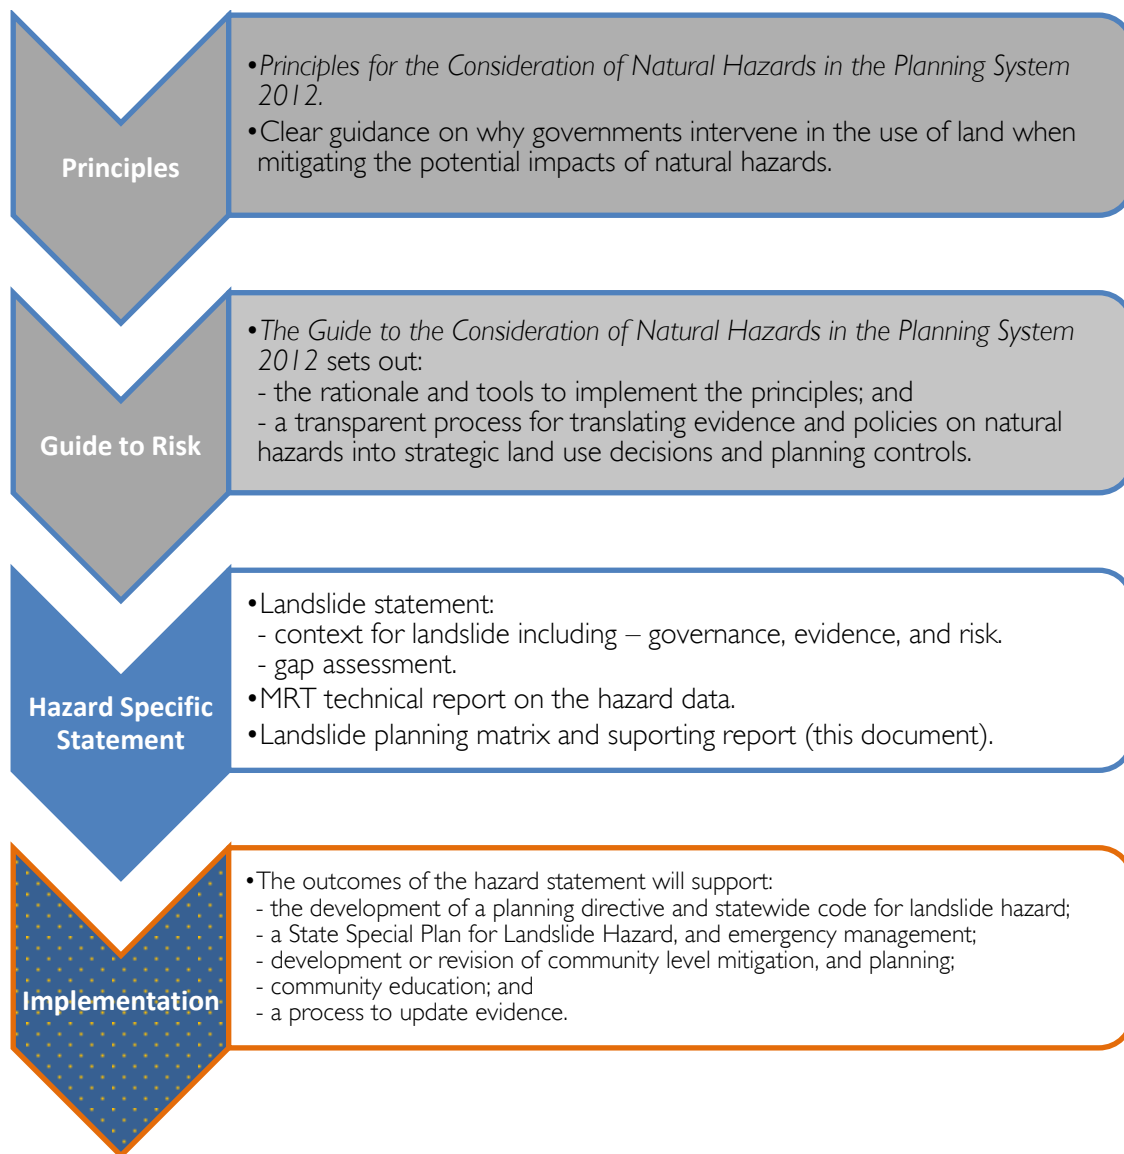 Principles
•Principles for the Consideration of Natural Hazards in the Planning System
2012.
•Clear guidance on why governments intervene in the use of land when
mitigating the potential impacts of natural hazards.
Guide to Risk
•The Guide to the Consideration of Natural Hazards in the Planning System
2012 sets out:
- the rationale and tools to implement the principles; and
- a transparent process for translating evidence and policies on natural
hazards into strategic land use decisions and planning controls.
Hazard Specific
Statement
•Landslide statement:
- context for landslide including – governance, evidence, and risk.
- gap assessment.
•MRT technical report on the hazard data.
•Landslide planning matrix and suporting report (this document).
Implementation
•The outcomes of the hazard statement will support:
- the development of a planning directive and statewide code for landslide hazard;
- a State Special Plan for Landslide Hazard, and emergency management;
- development or revision of community level mitigation, and planning;
- community education; and
- a process to update evidence.